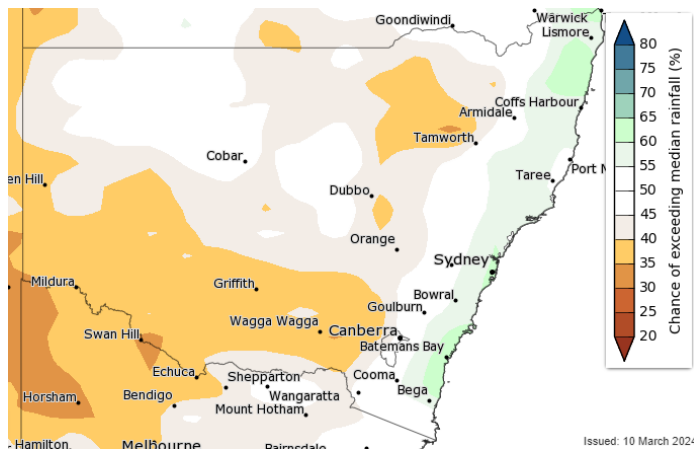 Goondiwindi
Warwick
Lismore
Coffs Harbour
Armidale
Tamworth
Cobar
Port M
Taree
en Hill
Dubbo
Orange
Sydney
Mildura
Griffith
Bowral
Goulburn
Wagga Wagga
Canberra
Swan Hill
Batemans Bay
Echuca
Shepparton
Cooma
Bega
Horsham
Bendigo
Wangaratta
Mount Hotham
r Hamilton
Melbourne
Bairnsdale
80
75
70
65
60
55
50
45
40
35
30
25
20
Chance of exceeding median rainfall (%)
Issued: 10 March 2024